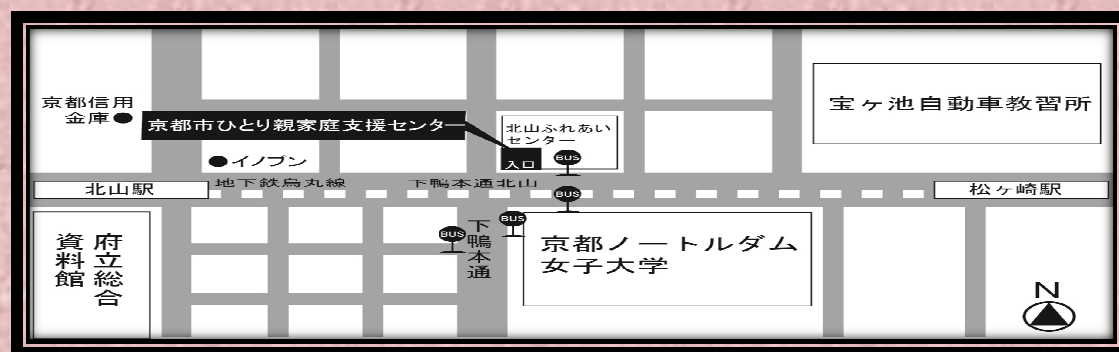 京都信用
金庫
京都市ひとり親家庭支援センター
イノブン
北山ふれあい
センター
入口
BUS
宝ヶ池自動車教習所
北山駅
地下鉄烏丸線
下鴨本通北山
BUS
松ヶ崎駅
府立総合
資料館
BUS
下鴨本通
BUS
京都ノートルダム
女子大学
N